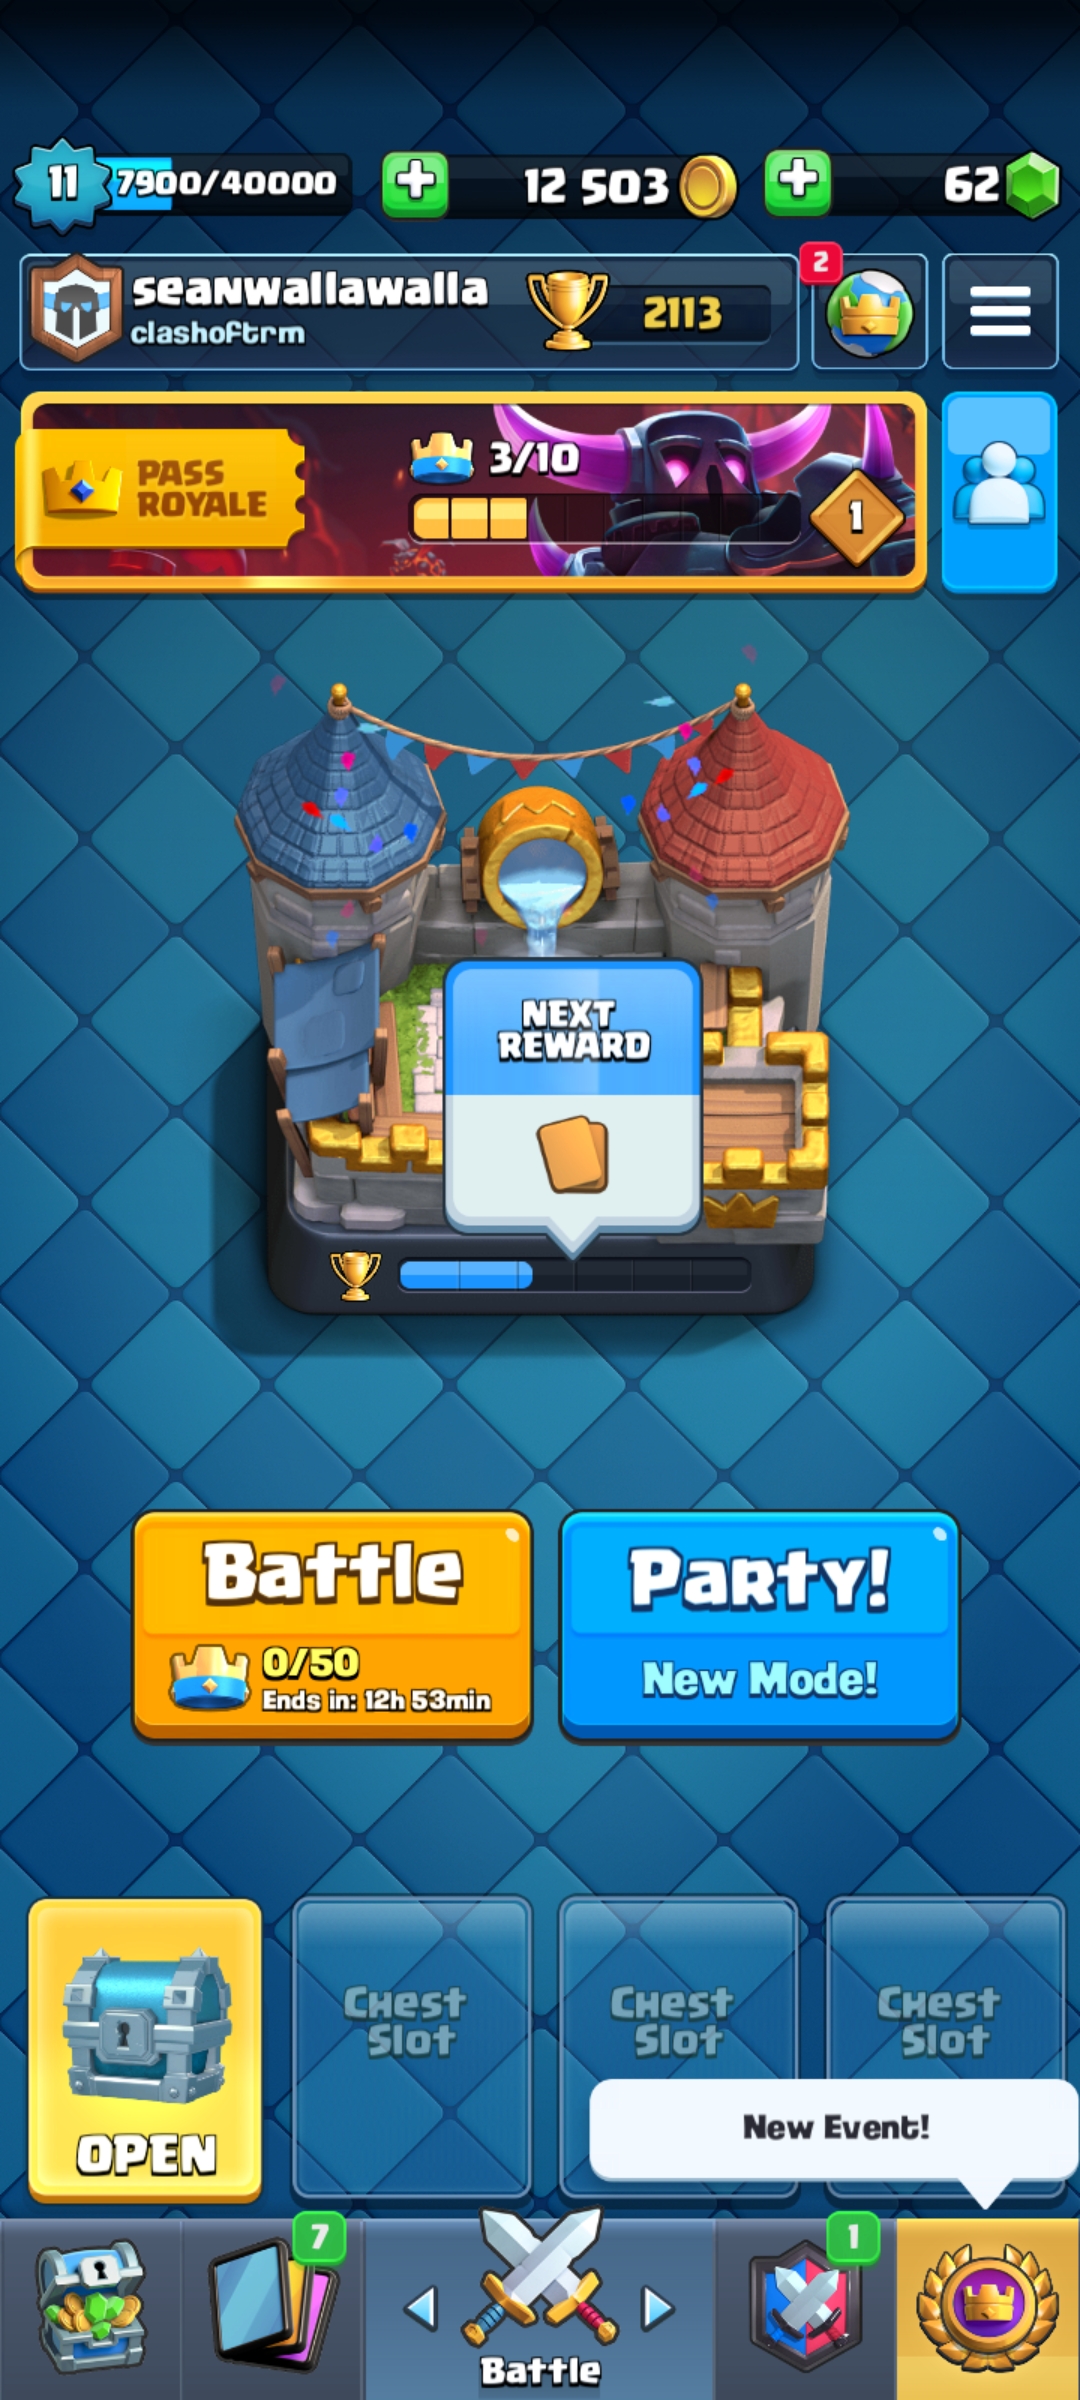 11
7900/40000
12 503
62
seanwallawalla
clashoftrm
2113
2
PASS
ROYALE
3/10
1
NEXT
REWARD
Battle
0/50
Ends in: 12h 53min
Party!
New Mode!
OPEN
Chest
Slot
Chest
Slot
Chest
Slot
New Event!
7
Battle
1